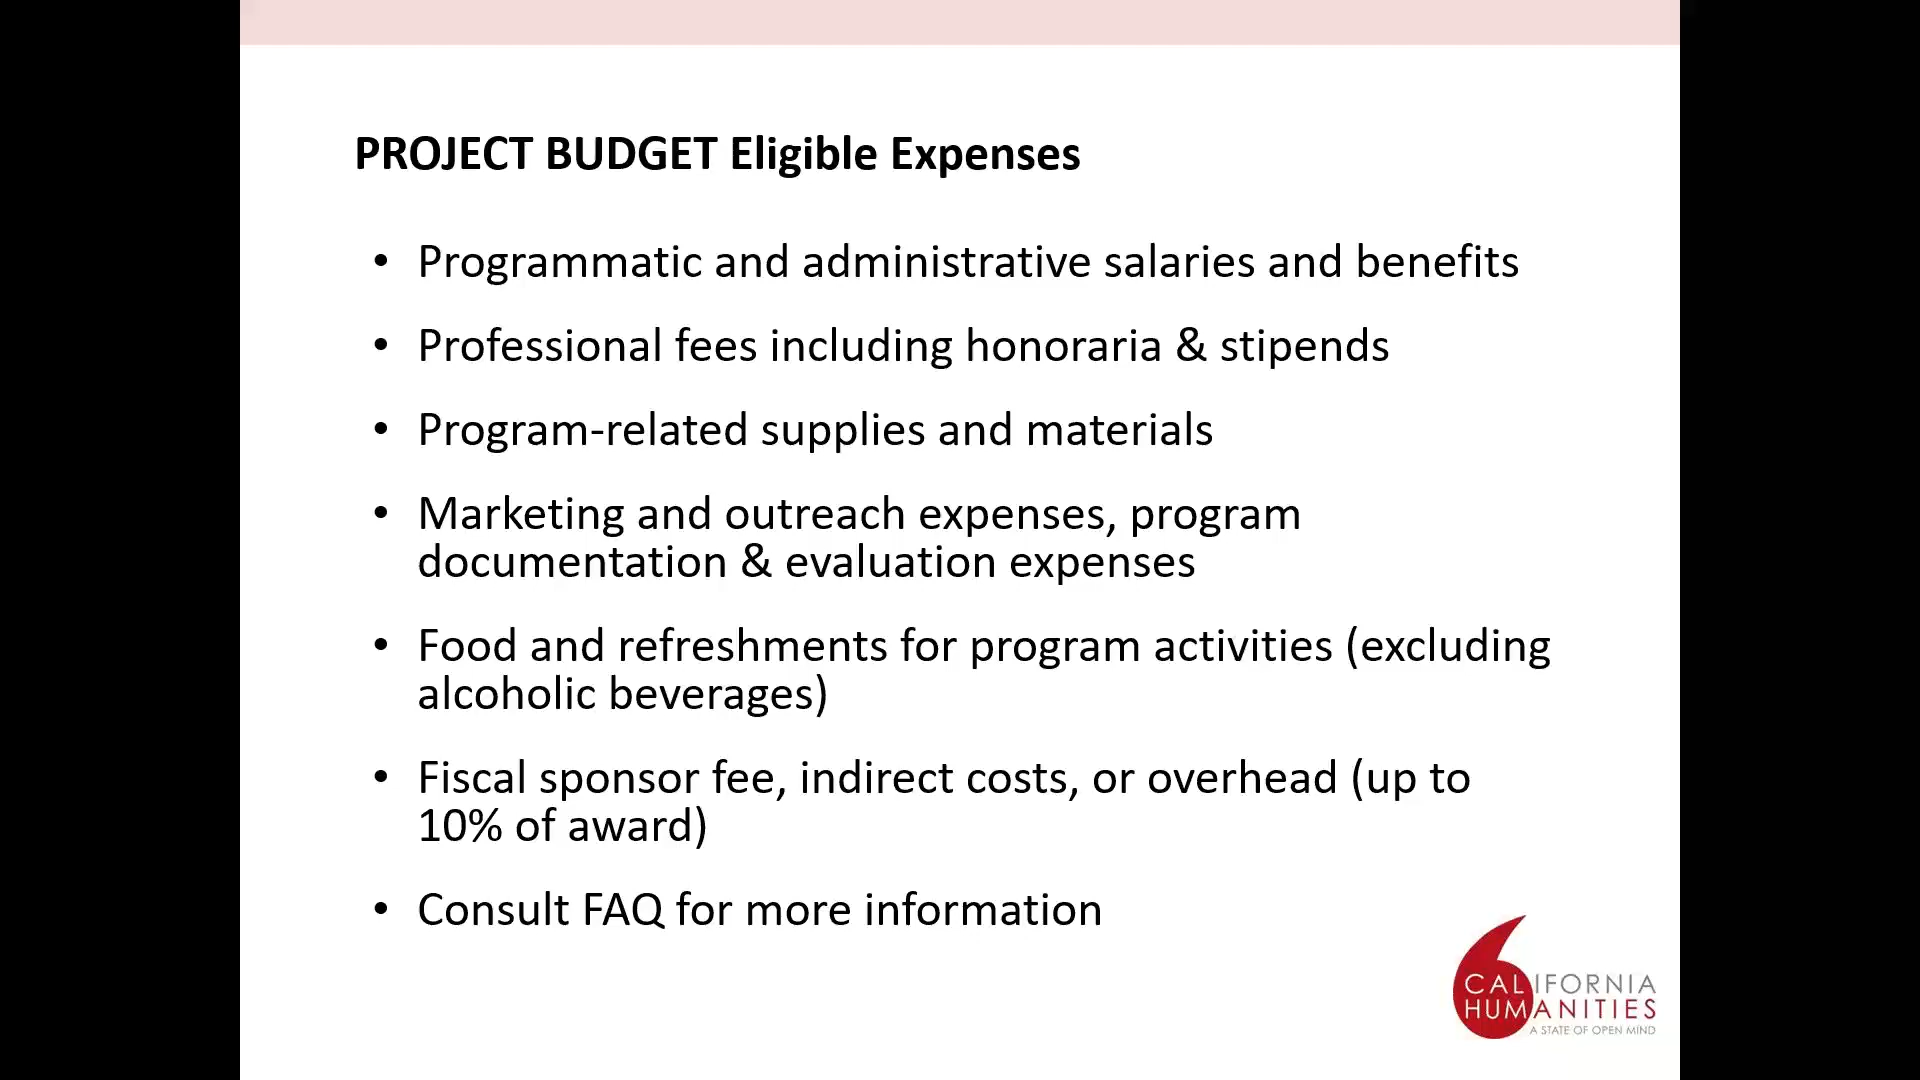 PROJECT BUDGET Eligible Expenses
• Programmatic and administrative salaries and benefits
• Professional fees including honoraria & stipends
• Program-related supplies and materials
• Marketing and outreach expenses, program
documentation & evaluation expenses
• Food and refreshments for program activities (excluding
alcoholic beverages)
• Fiscal sponsor fee, indirect costs, or overhead (up to
10% of award)
• Consult FAQ for more information
CALIFORNIA
HUMANITIES
A STATE OF OPEN MIND